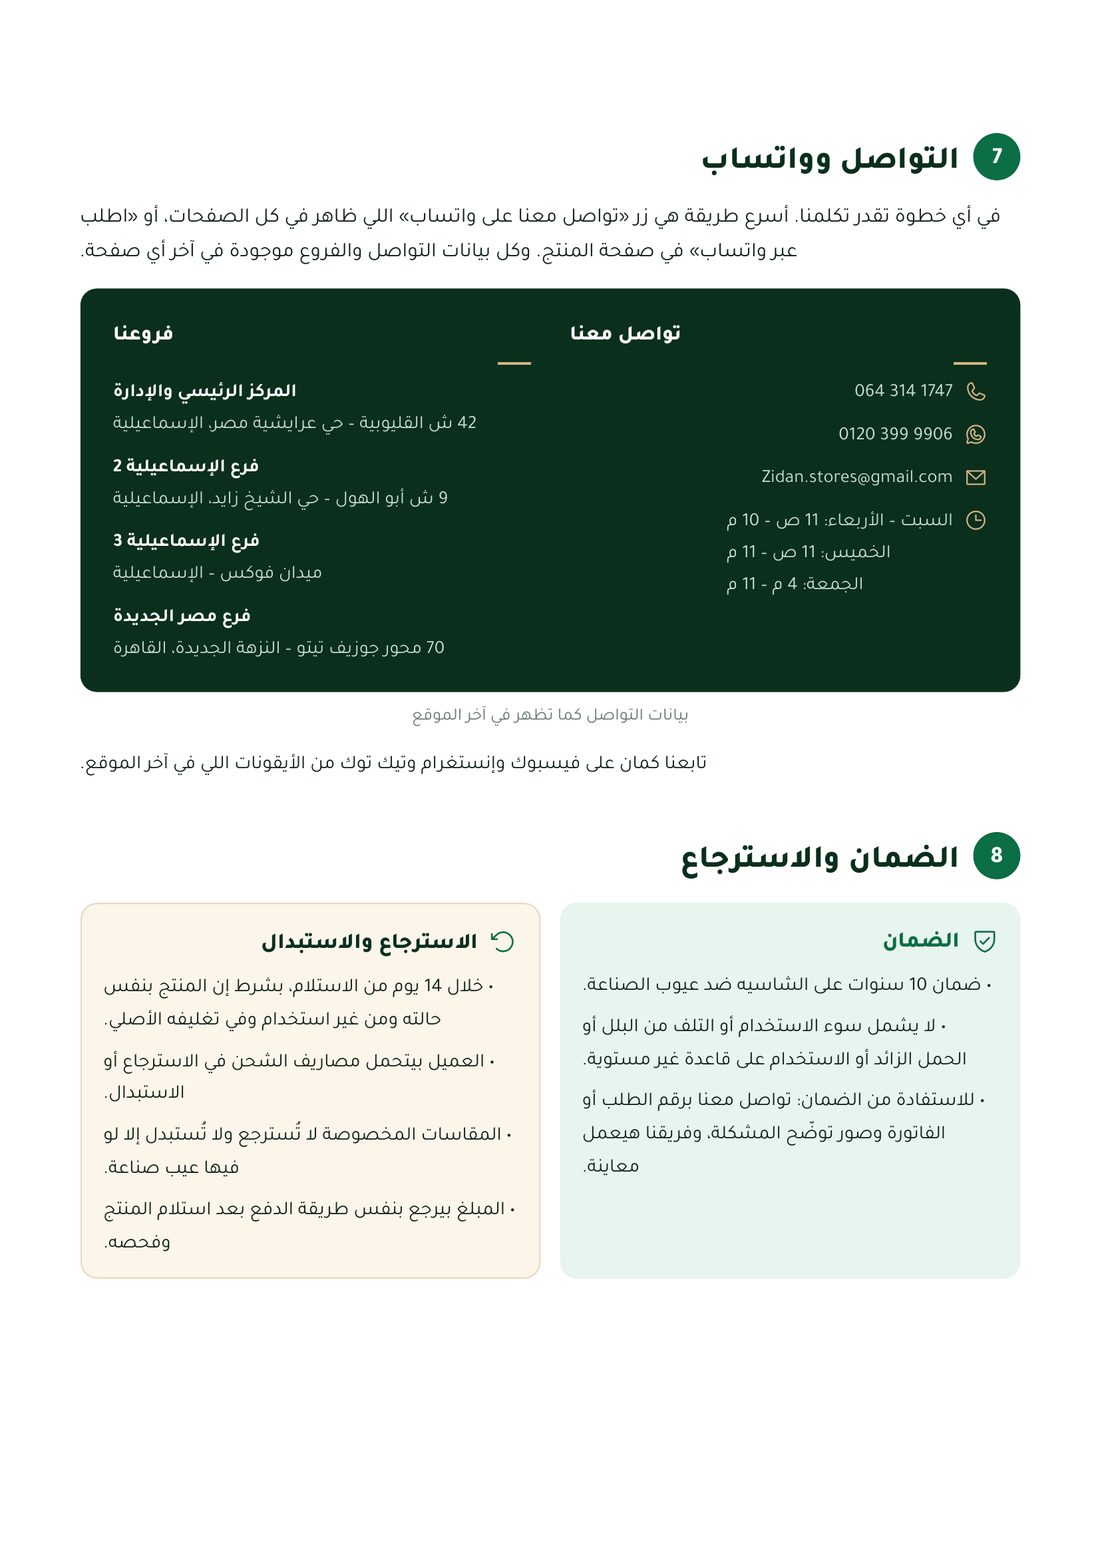 7
التواصل وواتساب
في أي خطوة تقدر تكلمنا. أسرع طريقة هي زر «تواصل معنا على واتساب» اللي ظاهر في كل الصفحات، أو «اطلب
عبر واتساب» في صفحة المنتج. وكل بيانات التواصل والفروع موجودة في آخر أي صفحة.
تواصل معنا
064 314 1747
0120 399 9906
Zidan.stores@gmail.com
السبت - الأربعاء: 11 ص - 10 م
الخميس: 11 ص - 11 م
الجمعة: 4 م - 11 م
فروعنا
المركز الرئيسي والإدارة
42 ش القليوبية - حي عرايشية مصر، الإسماعيلية
فرع الإسماعيلية 2
9 ش أبو الهول - حي الشيخ زايد، الإسماعيلية
فرع الإسماعيلية 3
ميدان فوكس - الإسماعيلية
فرع مصر الجديدة
70 محور جوزيف تيتو - النزهة الجديدة، القاهرة
بيانات التواصل كما تظهر في آخر الموقع
تابعنا كمان على فيسبوك وإنستغرام وتيك توك من الأيقونات اللي في آخر الموقع.
8
الضمان والاسترجاع
الضمان
• ضمان 10 سنوات على الشاسيه ضد عيوب الصناعة.
• لا يشمل سوء الاستخدام أو التلف من البلل أو
الحمل الزائد أو الاستخدام على قاعدة غير مستوية.
• للاستفادة من الضمان: تواصل معنا برقم الطلب أو
الفاتورة وصور توضّح المشكلة، وفريقنا هيعمل
معاينة.
الاسترجاع والاستبدال
• خلال 14 يوم من الاستلام، بشرط إن المنتج بنفس
حالته ومن غير استخدام وفي تغليفه الأصلي.
• العميل بيتحمل مصاريف الشحن في الاسترجاع أو
الاستبدال.
• المقاسات المخصوصة لا تُسترجع ولا تُستبدل إلا لو
فيها عيب صناعة.
• المبلغ بيرجع بنفس طريقة الدفع بعد استلام المنتج
وفحصه.